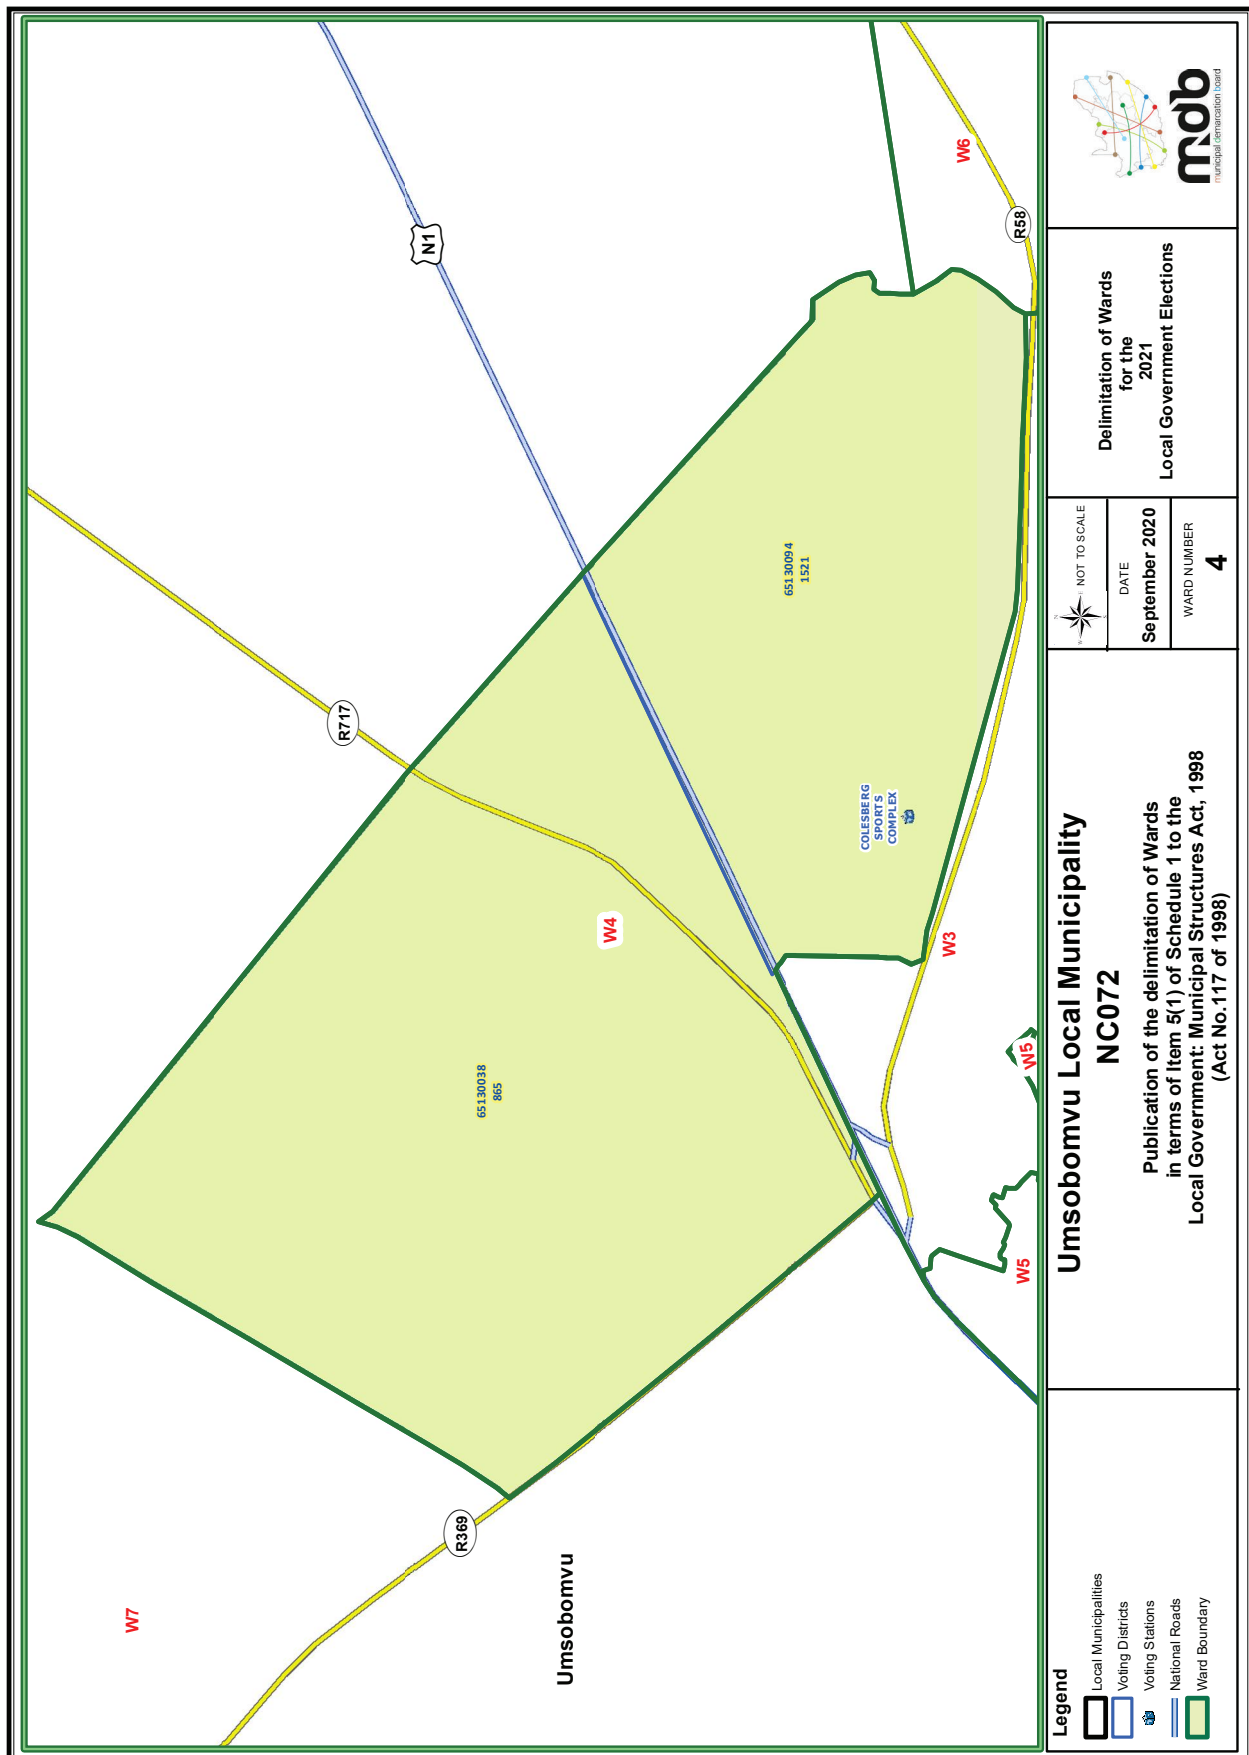 W7
R369
Umsobomvu
65130038
865
W4
R717
N1
65130094
1521
COLESBERG
SPORTS
COMPLEX
W3
W5
W5
W6
R58
Legend
Local Municipalities
Voting Districts
Voting Stations
National Roads
Ward Boundary
Umsobomvu Local Municipality
NC072
Publication of the delimitation of Wards
in terms of Item 5(1) of Schedule 1 to the
Local Government: Municipal Structures Act, 1998
(Act No.117 of 1998)
N
W
E
S
NOT TO SCALE
DATE
September 2020
WARD NUMBER
4
Delimitation of Wards
for the
2021
Local Government Elections
mdb
municipal demarcation board